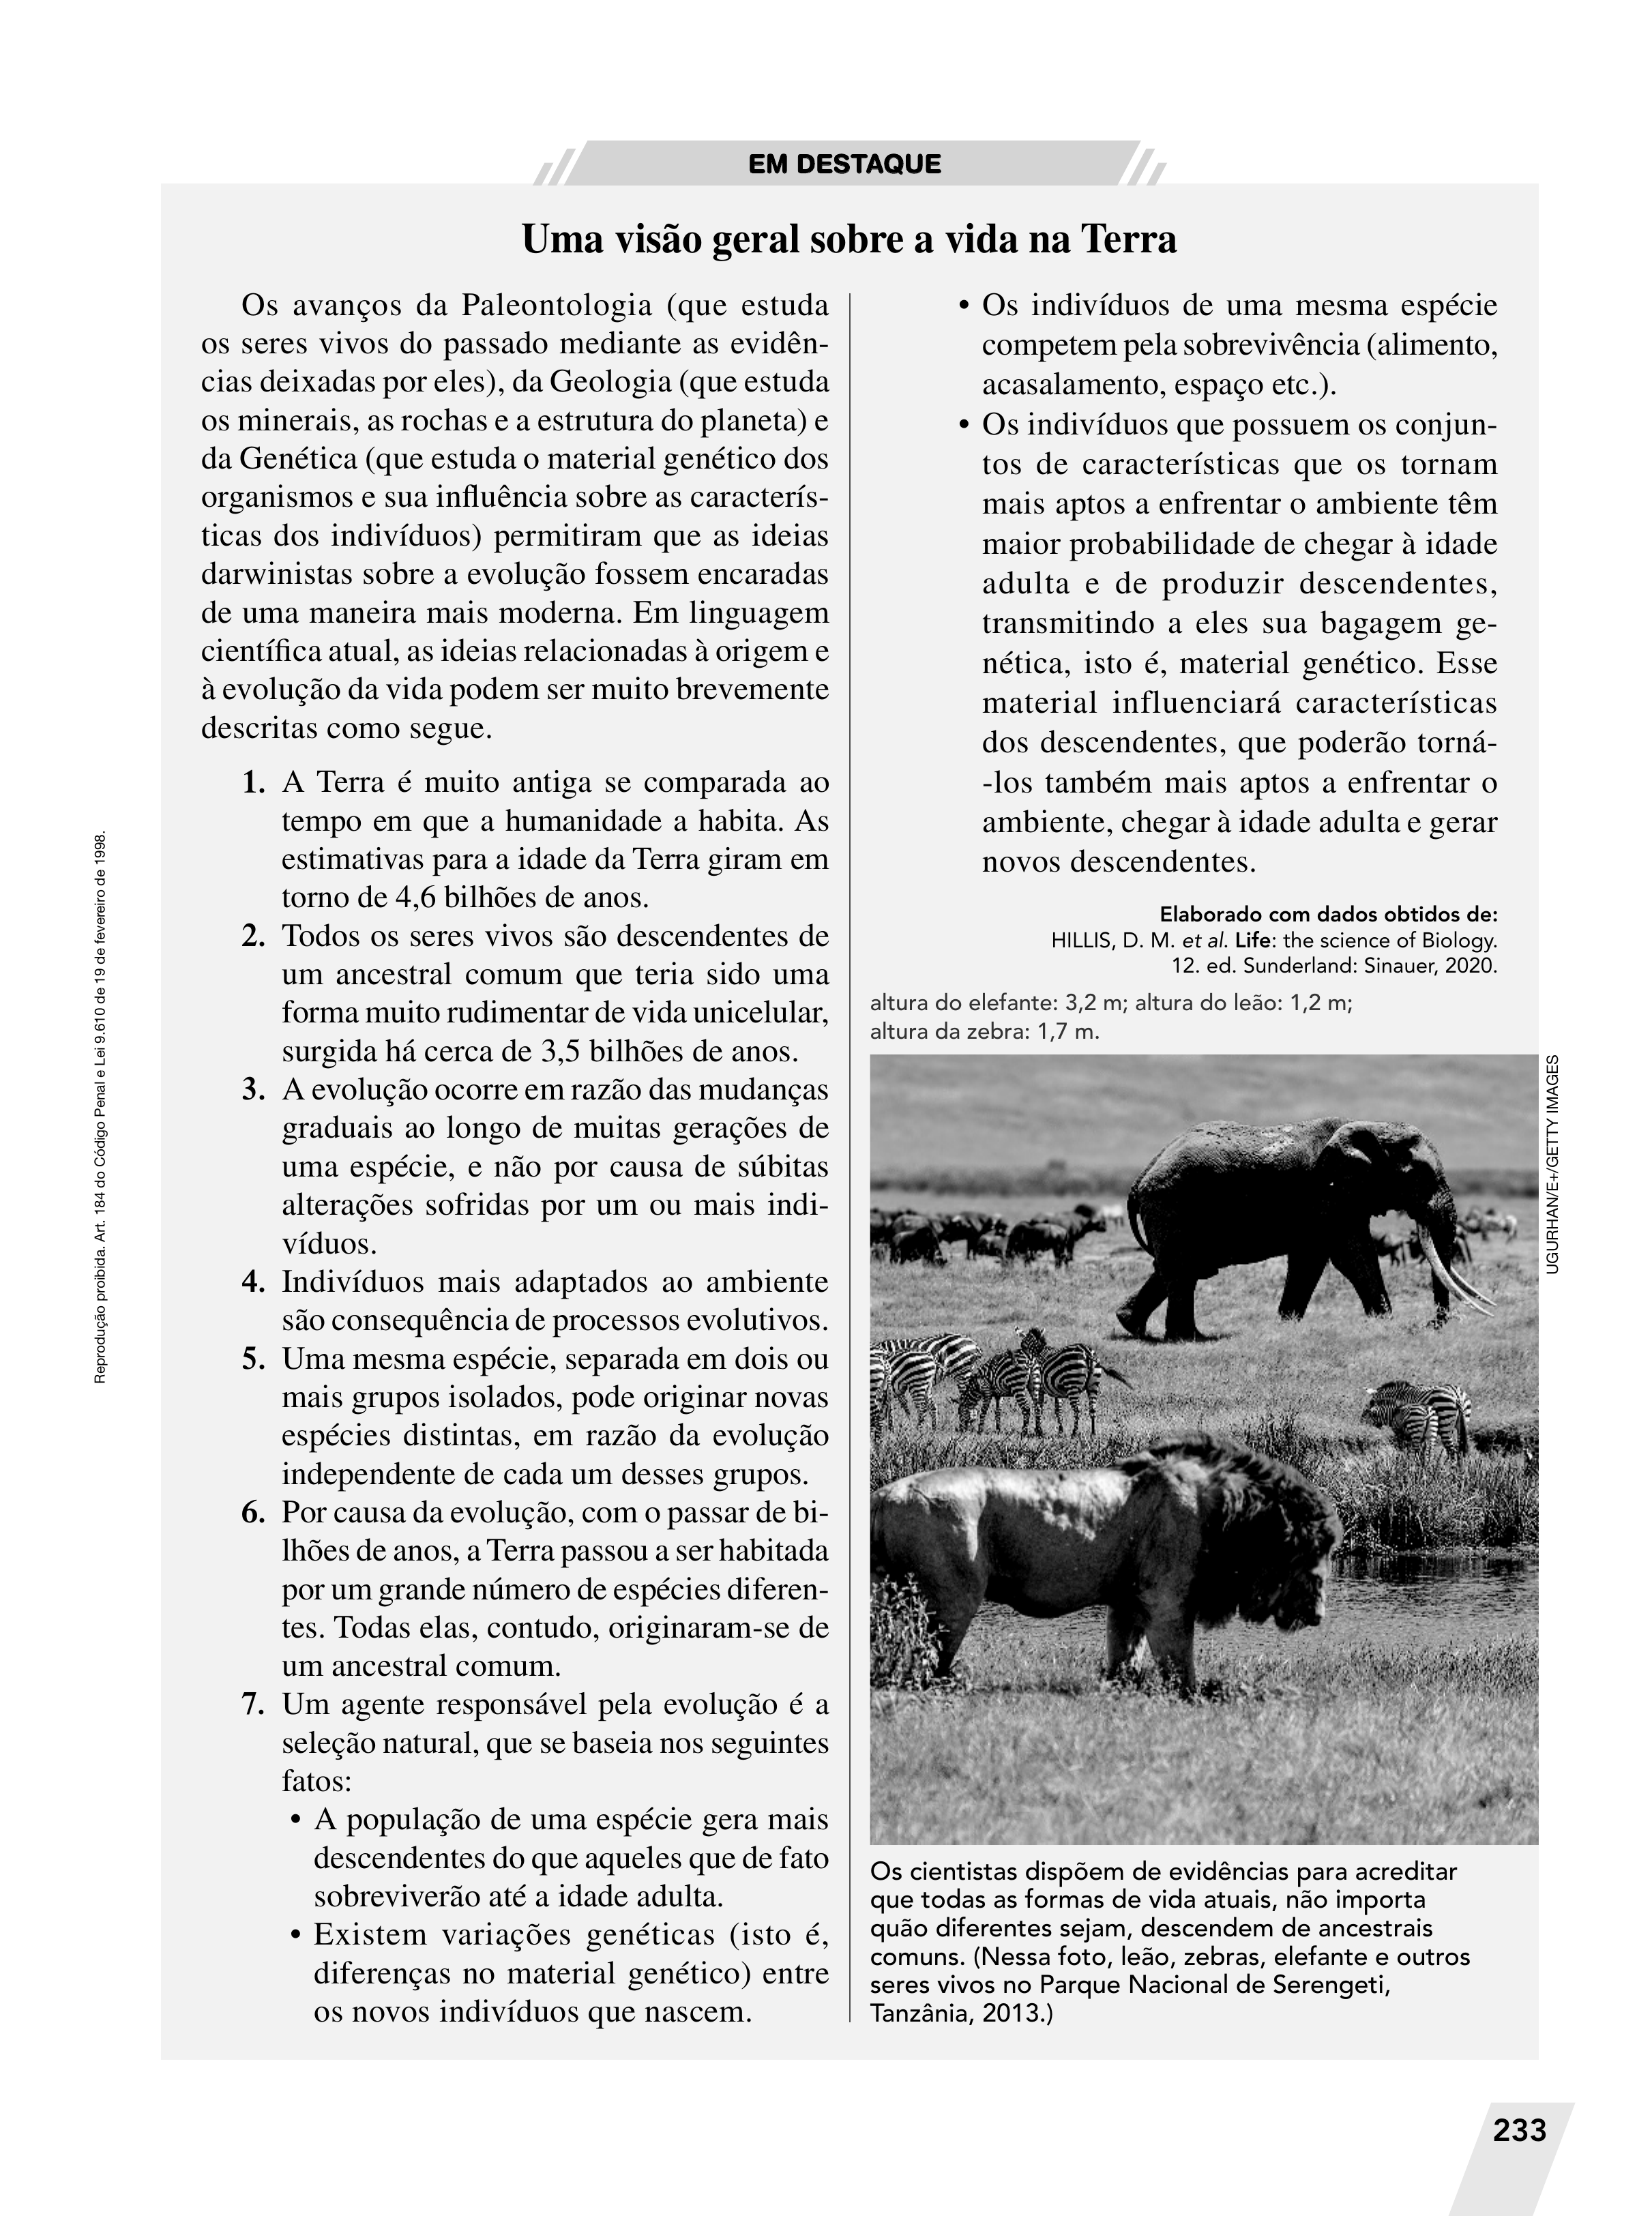 EM DESTAQUE
Uma visão geral sobre a vida na Terra
Os avanços da Paleontologia (que estuda
os seres vivos do passado mediante as evidên-
cias deixadas por eles), da Geologia (que estuda
os minerais, as rochas e a estrutura do planeta) e
da Genética (que estuda o material genético dos
organismos e sua influência sobre as caracterís-
ticas dos indivíduos) permitiram que as ideias
darwinistas sobre a evolução fossem encaradas
de uma maneira mais moderna. Em linguagem
científica atual, as ideias relacionadas à origem e
à evolução da vida podem ser muito brevemente
descritas como segue.
1. A Terra é muito antiga se comparada ao
tempo em que a humanidade a habita. As
estimativas para a idade da Terra giram em
torno de 4,6 bilhões de anos.
2. Todos os seres vivos são descendentes de
um ancestral comum que teria sido uma
forma muito rudimentar de vida unicelular,
surgida há cerca de 3,5 bilhões de anos.
3. A evolução ocorre em razão das mudanças
graduais ao longo de muitas gerações de
uma espécie, e não por causa de súbitas
alterações sofridas por um ou mais indi-
víduos.
4. Indivíduos mais adaptados ao ambiente
são consequência de processos evolutivos.
5. Uma mesma espécie, separada em dois ou
mais grupos isolados, pode originar novas
espécies distintas, em razão da evolução
independente de cada um desses grupos.
6. Por causa da evolução, com o passar de bi-
lhões de anos, a Terra passou a ser habitada
por um grande número de espécies diferen-
tes. Todas elas, contudo, originaram-se de
um ancestral comum.
7. Um agente responsável pela evolução é a
seleção natural, que se baseia nos seguintes
fatos:
• A população de uma espécie gera mais
descendentes do que aqueles que de fato
sobreviverão até a idade adulta.
• Existem variações genéticas (isto é,
diferenças no material genético) entre
os novos indivíduos que nascem.
• Os indivíduos de uma mesma espécie
competem pela sobrevivência (alimento,
acasalamento, espaço etc.).
• Os indivíduos que possuem os conjun-
tos de características que os tornam
mais aptos a enfrentar o ambiente têm
maior probabilidade de chegar à idade
adulta e de produzir descendentes,
transmitindo a eles sua bagagem ge-
nética, isto é, material genético. Esse
material influenciará características
dos descendentes, que poderão torná-
-los também mais aptos a enfrentar o
ambiente, chegar à idade adulta e gerar
novos descendentes.
Elaborado com dados obtidos de:
HILLIS, D. M. et al. Life: the science of Biology.
12. ed. Sunderland: Sinauer, 2020.
altura do elefante: 3,2 m; altura do leão: 1,2 m;
altura da zebra: 1,7 m.
UGURHAN/E+/GETTY IMAGES
Os cientistas dispõem de evidências para acreditar
que todas as formas de vida atuais, não importa
quão diferentes sejam, descendem de ancestrais
comuns. (Nessa foto, leão, zebras, elefante e outros
seres vivos no Parque Nacional de Serengeti,
Tanzânia, 2013.)
Reprodução proibida. Art. 184 do Código Penal e Lei 9.610 de 19 de fevereiro de 1998.
233